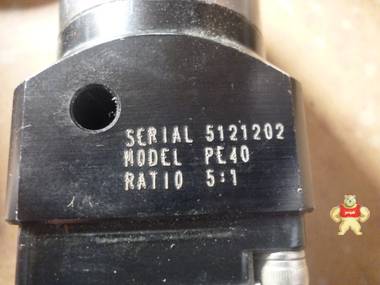 SERIAL 5121202
MODEL PE40
RATIO 5:1